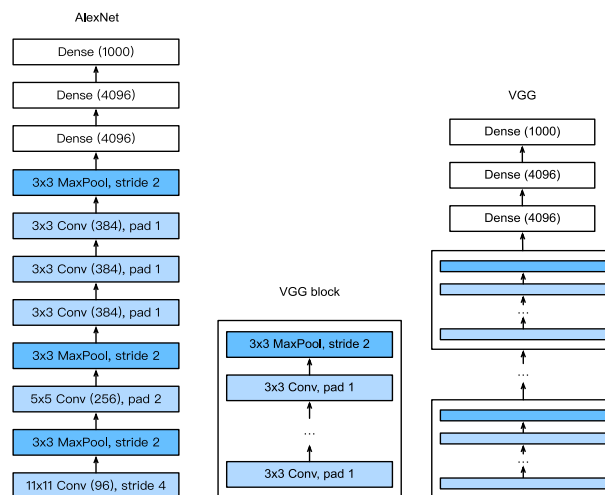 AlexNet
Dense (1000)
Dense (4096)
Dense (4096)
3x3 MaxPool, stride 2
3x3 Conv (384), pad 1
3x3 Conv (384), pad 1
3x3 Conv (384), pad 1
3x3 MaxPool, stride 2
5x5 Conv (256), pad 2
3x3 MaxPool, stride 2
11x11 Conv (96), stride 4
VGG block
3x3 MaxPool, stride 2
3x3 Conv, pad 1
...
3x3 Conv, pad 1
VGG
Dense (1000)
Dense (4096)
Dense (4096)
...
...
...